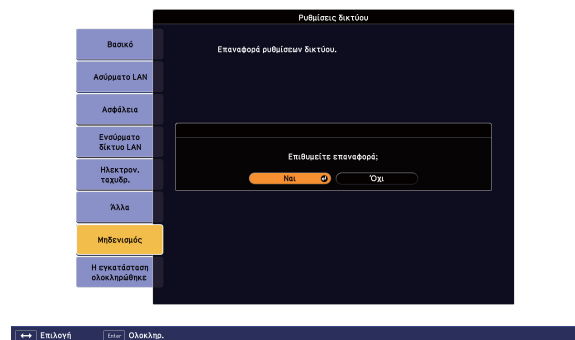 Ρυθμίσεις δικτύου
Βασικό
Επαναφορά ρυθμίσεων δικτύου.
Ασύρματο LAN
Ασφάλεια
Ενσύρματο
δίκτυο LAN
Επιθυμείτε επαναφορά;
Ηλεκτρον.
ταχυδρ.
Ναι
Όχι
Άλλα
Μηδενισμός
Η εγκατάσταση
ολοκληρώθηκε
Επιλογή
Enter Ολοκληρ.